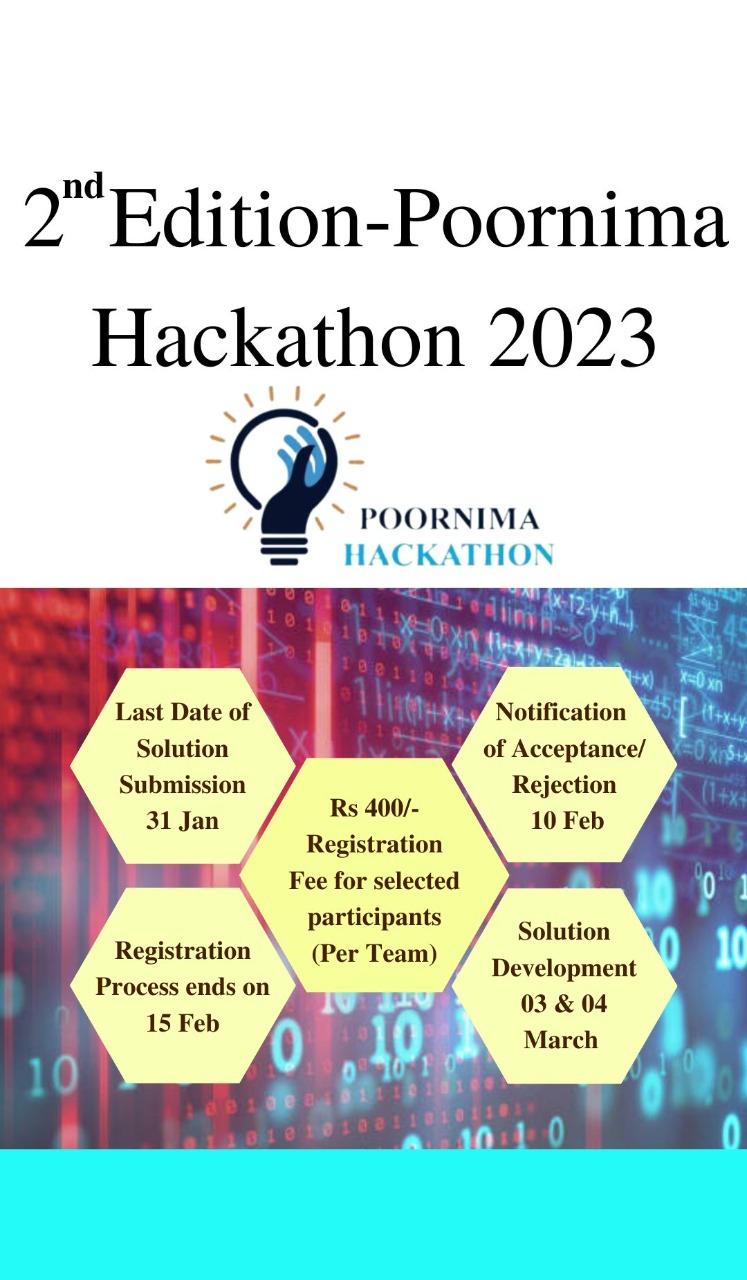 2nd Edition-Poornima
Hackathon 2023
POORNIMA
HACKATHON
Last Date of
Solution
Submission
31 Jan
Notification
of Acceptance/
Rejection
10 Feb
Rs 400/-
Registration
Fee for selected
participants
(Per Team)
Registration
Process ends on
15 Feb
Solution
Development
03 & 04
March